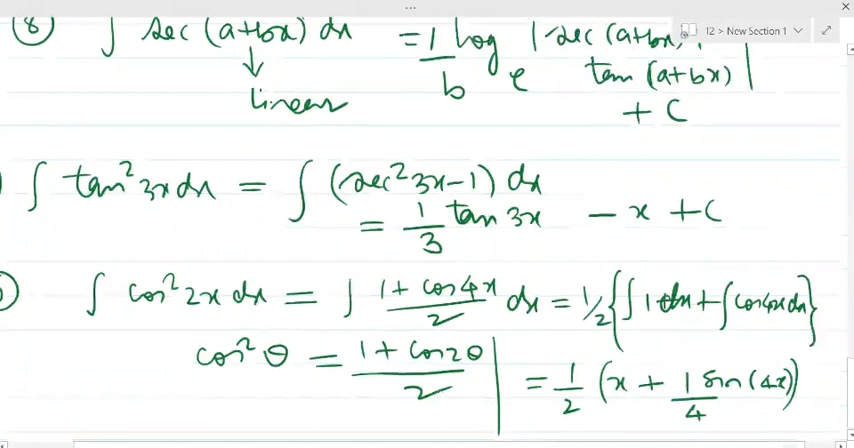 12 > New Section 1
(8) ∫ sec (a+bx) dx = 1/b log_e | sec (a+bx) +
linear tan (a+bx) |
+ C
∫ tan² 3x dx = ∫ (sec² 3x − 1) dx
= 1/3 tan 3x − x + C
∫ cos² 2x dx = ∫ (1 + cos 4x)/2 dx = 1/2 { ∫ 1 dx + ∫ cos 4x dx }
cos² θ = (1 + cos 2θ)/2
= 1/2 (x + 1/4 sin (4x))